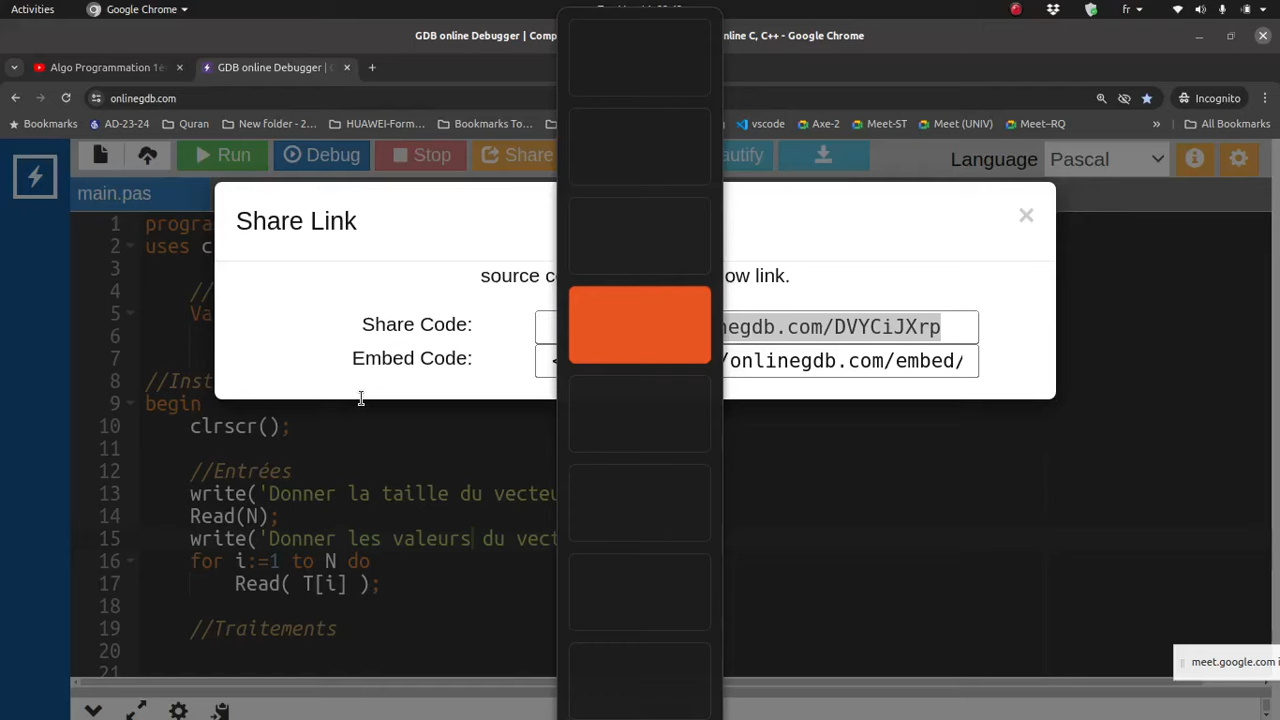 Activities Google Chrome fr
GDB online Debugger | Comp nline C, C++ - Google Chrome
Algo Programation 1è GDB online Debugger |
onlinegdb.com Incognito
Bookmarks AD-23-24 Quran New folder - 2... HUAWEI-Form... Bookmarks To... vscode Axe-2 Meet-ST Meet (UNIV) Meet–RQ » All Bookmarks
Run Debug Stop Share autify Language Pascal
main.pas
Share Link ×
source co ow link.
Share Code: negdb.com/DVYCiJXrp
Embed Code: < /onlinegdb.com/embed/
1 progra
2 uses c
3
4 //
5 Va
6
7
8 //Inst
9 begin
10 clrscr();
11
12 //Entrées
13 write('Donner la taille du vecteu
14 Read(N);
15 write('Donner les valeurs du vect
16 for i:=1 to N do
17 Read( T[i] );
18
19 //Traitements
20
21
meet.google.com i